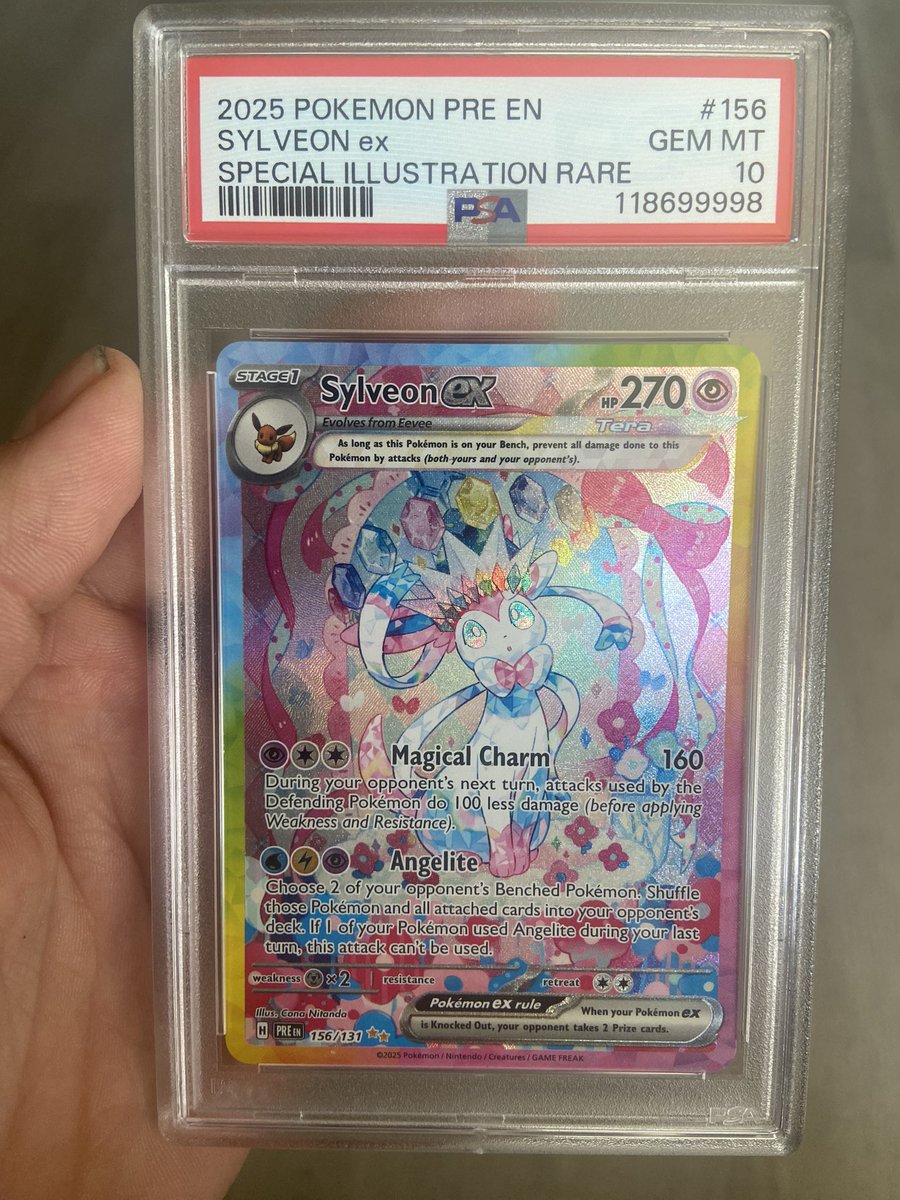 2025 POKEMON PRE EN #156
SYLVEON ex GEM MT
SPECIAL ILLUSTRATION RARE 10
PSA 118699998
STAGE1 Sylveon ex HP 270
Evolves from Eevee Tera
As long as this Pokémon is on your Bench, prevent all damage done to this
Pokémon by attacks (both yours and your opponent's).
Magical Charm 160
During your opponent's next turn, attacks used by the
Defending Pokémon do 100 less damage (before applying
Weakness and Resistance).
Angelite
Choose 2 of your opponent's Benched Pokémon. Shuffle
those Pokémon and all attached cards into your opponent's
deck. If 1 of your Pokémon used Angelite during your last
turn, this attack can't be used.
weakness ×2 resistance retreat
Pokémon ex rule When your Pokémon ex
is Knocked Out, your opponent takes 2 Prize cards.
Illus. Cona Nitanda
H PRE EN 156/131
©2025 Pokémon / Nintendo / Creatures / GAME FREAK
PSA